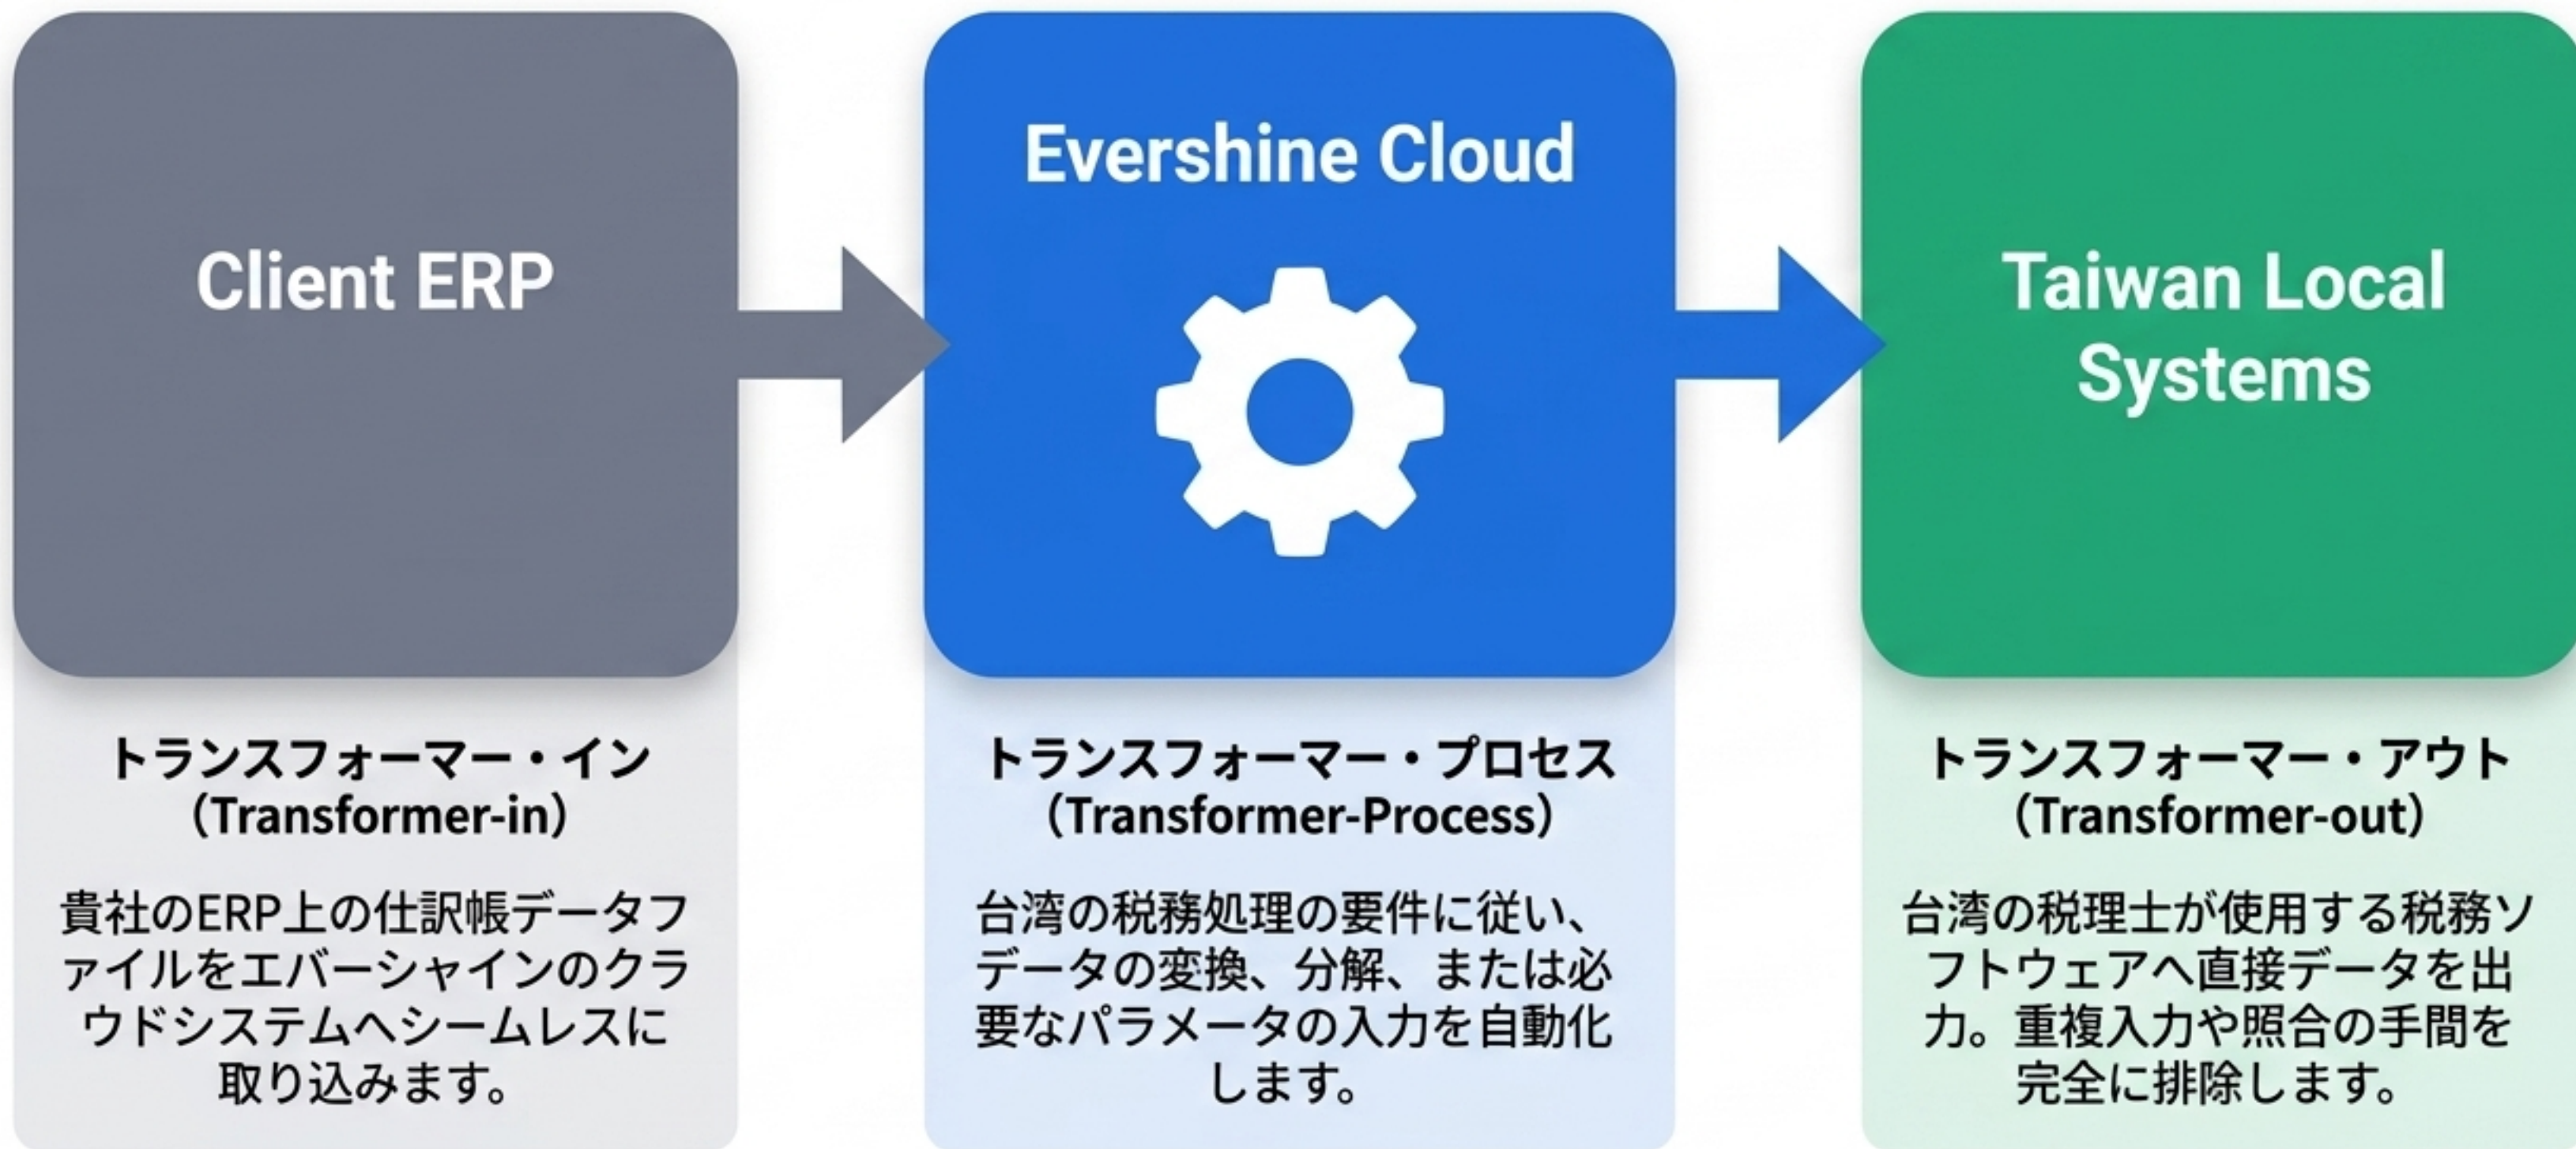 Client ERP
Evershine Cloud
Taiwan Local
Systems
トランスフォーマー・イン
（Transformer-in）
貴社のERP上の仕訳帳データフ
ァイルをエバーシャインのクラ
ウドシステムへシームレスに
取り込みます。
トランスフォーマー・プロセス
（Transformer-Process）
台湾の税務処理の要件に従い、
データの変換、分解、または必
要なパラメータの入力を自動化
します。
トランスフォーマー・アウト
（Transformer-out）
台湾の税理士が使用する税務ソ
フトウェアへ直接データを出
力。重複入力や照合の手間を
完全に排除します。